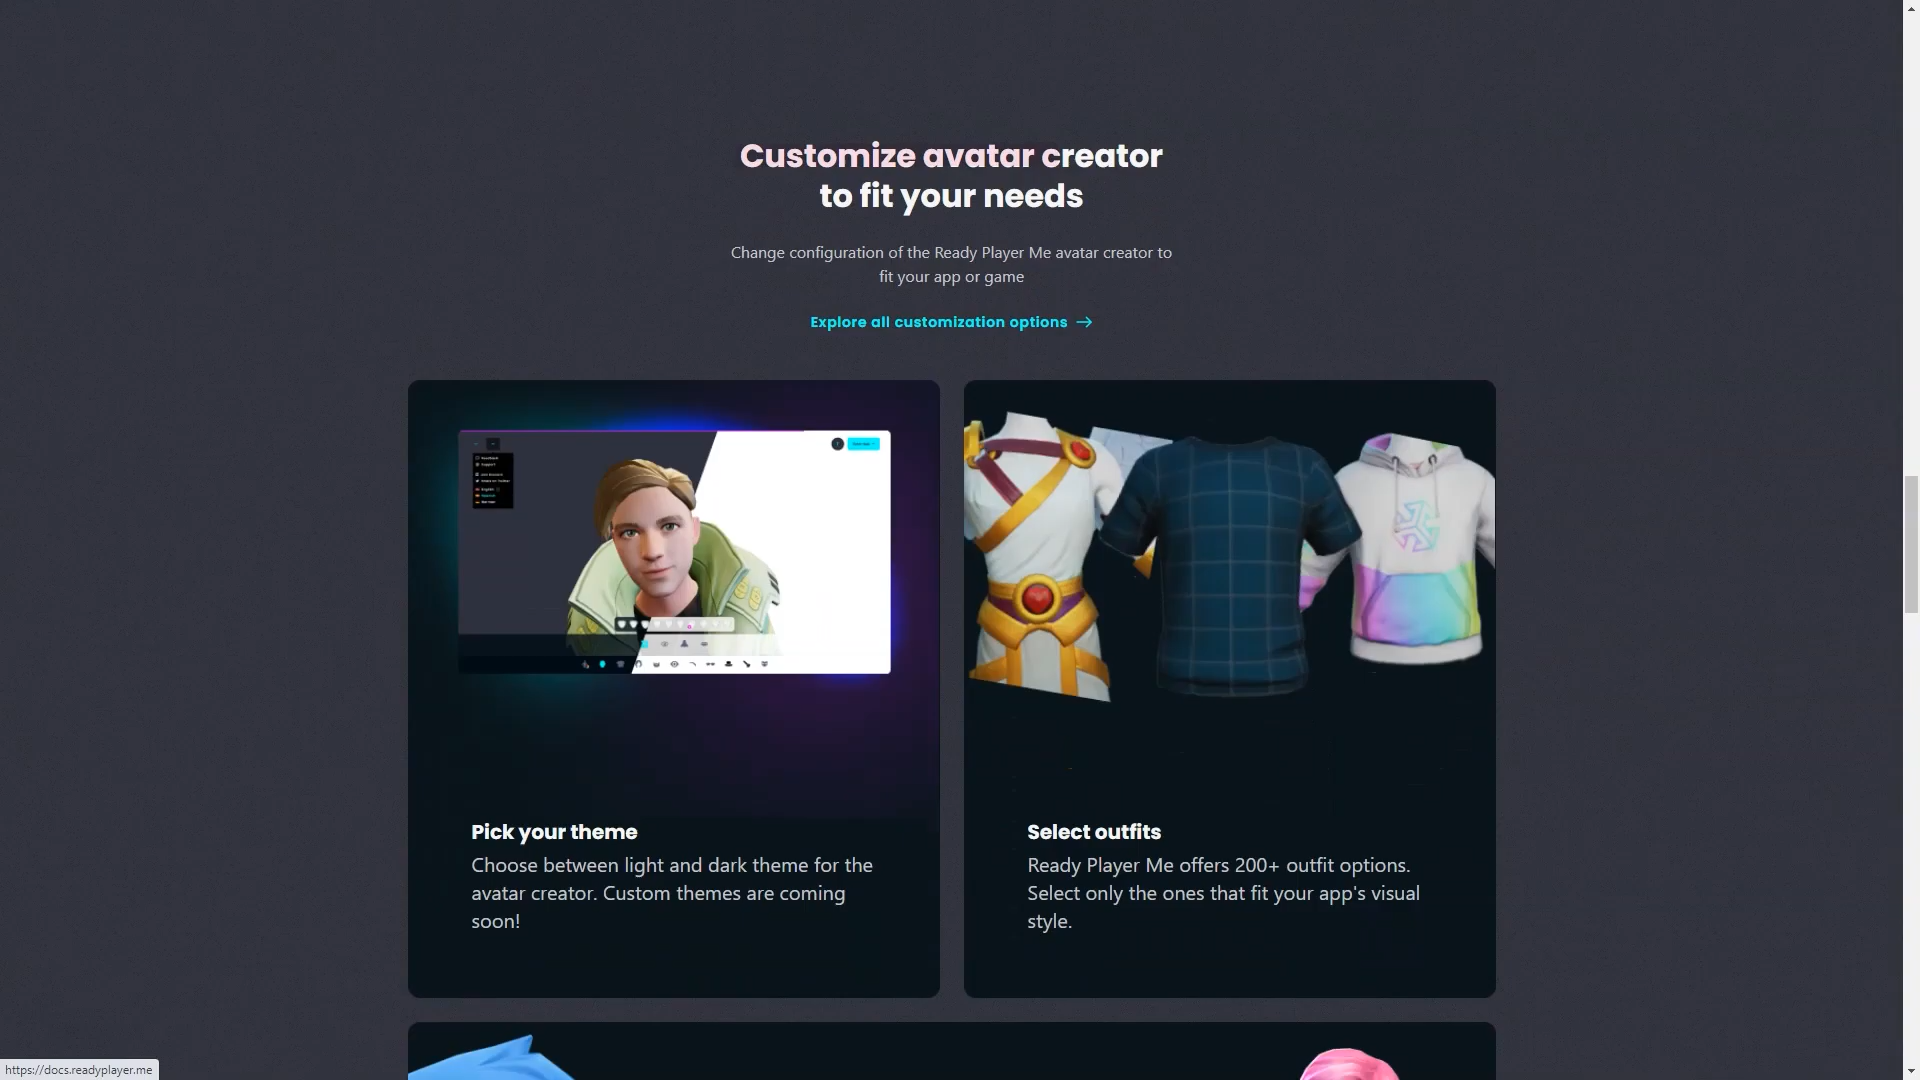 Customize avatar creator
to fit your needs
Change configuration of the Ready Player Me avatar creator to
fit your app or game
Explore all customization options
Pick your theme
Choose between light and dark theme for the
avatar creator. Custom themes are coming
soon!
Select outfits
Ready Player Me offers 200+ outfit options.
Select only the ones that fit your app's visual
style.
https://docs.readyplayer.me